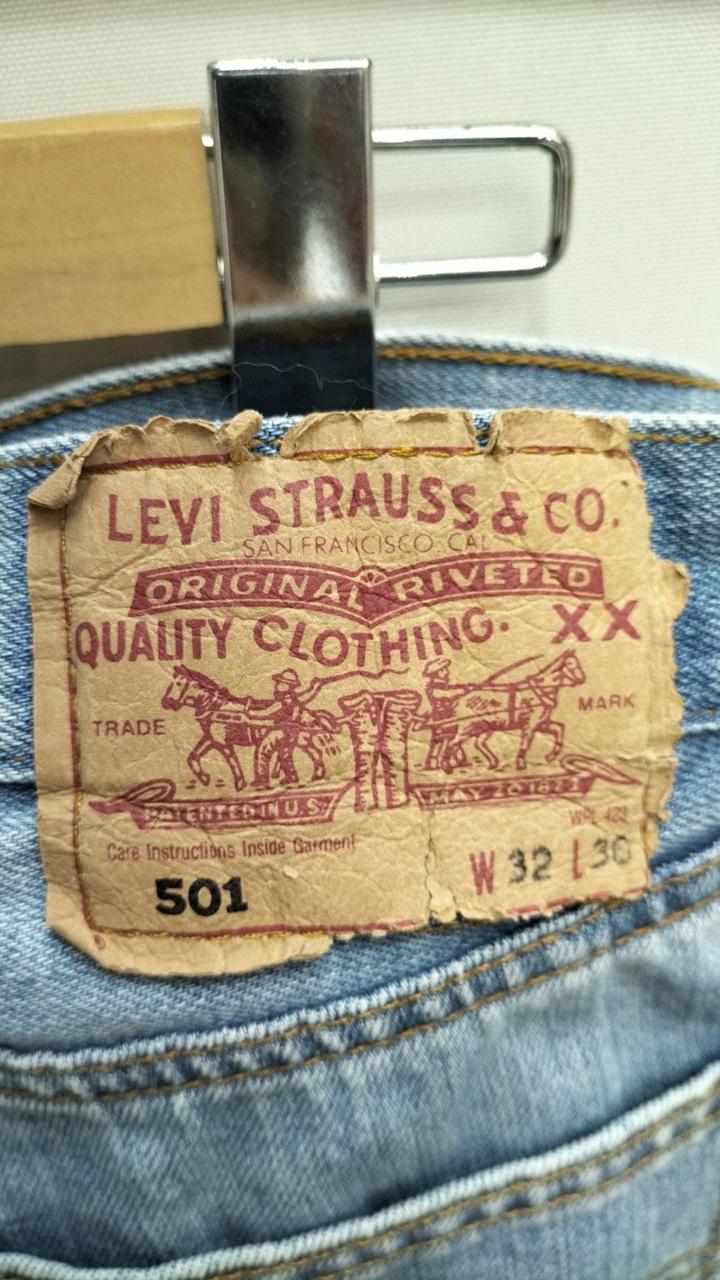 LEVI STRAUSS & CO.
SAN FRANCISCO, CAL
ORIGINAL RIVETED
QUALITY CLOTHING. XX
TRADE MARK
PATENTED IN U.S. MAY 20 1873
WPL 423
Care Instructions Inside Garment
501 W 32 L 30